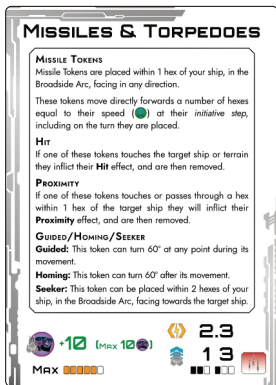 MISSILES & TORPEDOES
MISSILE TOKENS
Missile Tokens are placed within 1 hex of your ship, in the
Broadside Arc, facing in any direction.
These tokens move directly forwards a number of hexes
equal to their speed ( ) at their initiative step,
including on the turn they are placed.
HIT
If one of these tokens touches the target ship or terrain
they inflict their Hit effect, and are then removed.
PROXIMITY
If one of these tokens touches or passes through a hex
within 1 hex of the target ship they will inflict their
Proximity effect, and are then removed.
GUIDED/HOMING/SEEKER
Guided: This token can turn 60° at any point during its
movement.
Homing: This token can turn 60° after its movement.
Seeker: This token can be placed within 2 hexes of your
ship, in the Broadside Arc, facing towards the target ship.
+10 (MAX 10 )
2.3
1 3
MAX